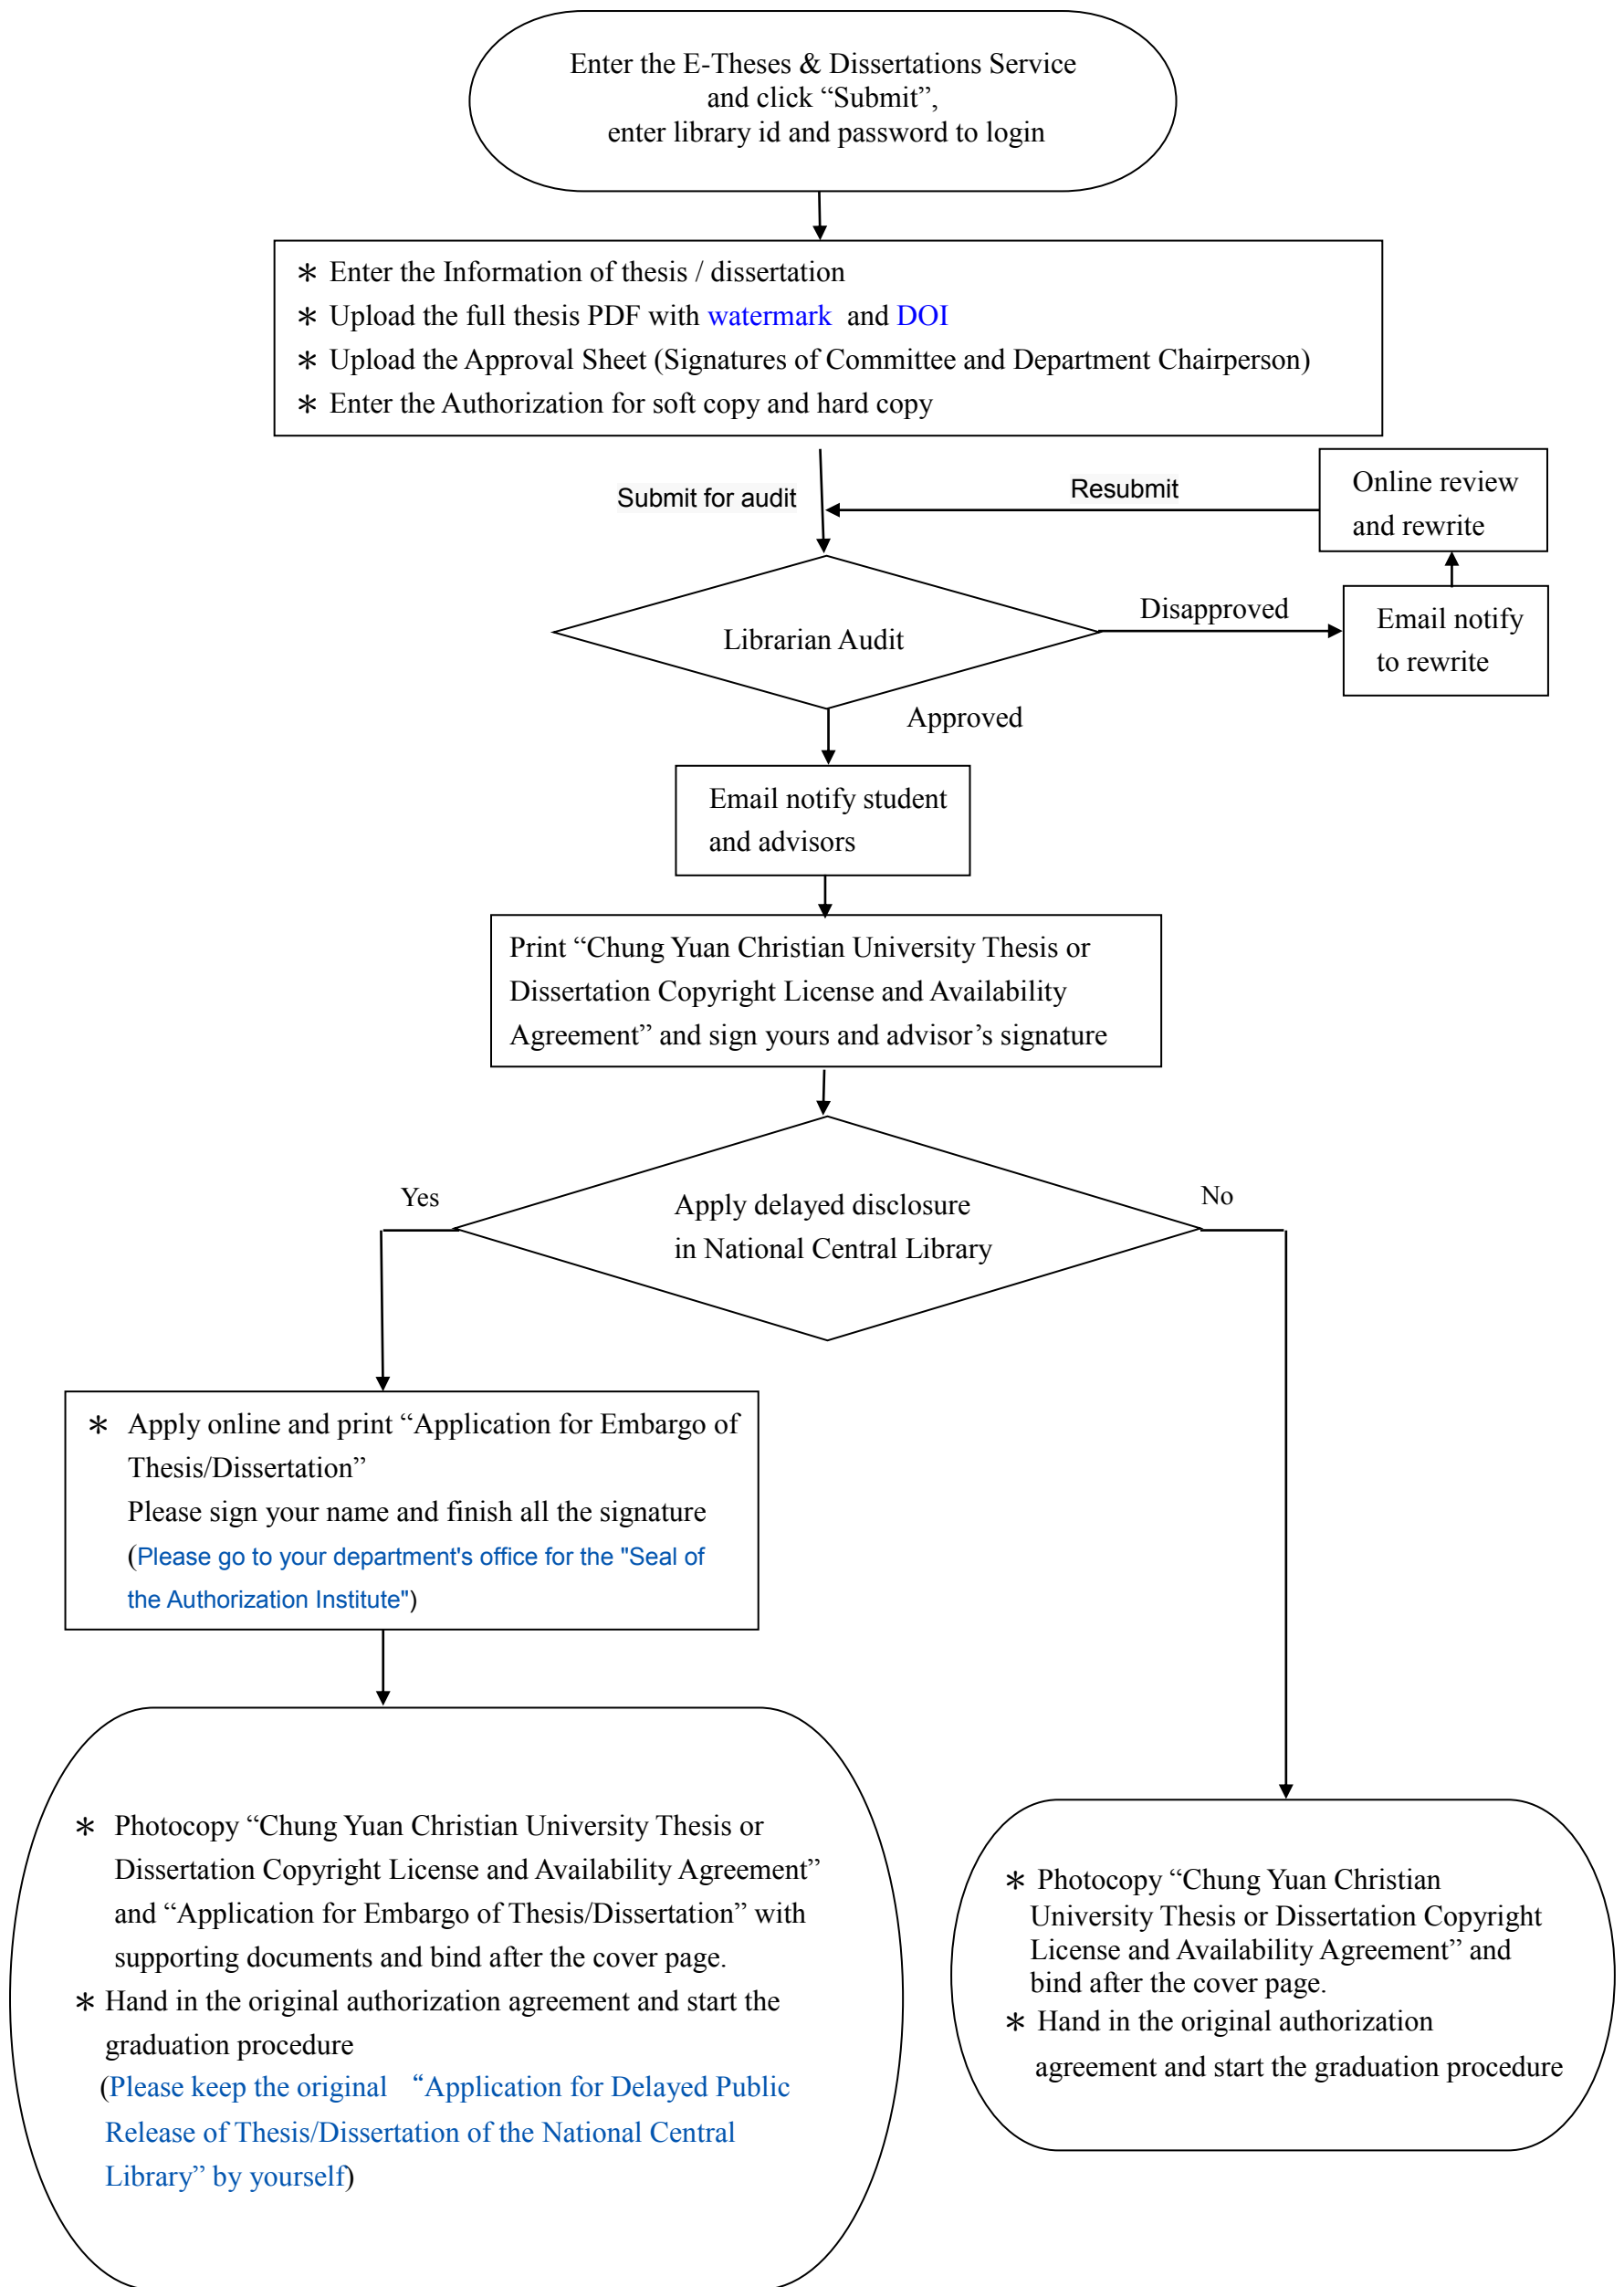 Enter the E-Theses & Dissertations Service
and click “Submit”,
enter library id and password to login
∗ Enter the Information of thesis / dissertation
∗ Upload the full thesis PDF with watermark and DOI
∗ Upload the Approval Sheet (Signatures of Committee and Department Chairperson)
∗ Enter the Authorization for soft copy and hard copy
Submit for audit
Resubmit
Online review
and rewrite
Librarian Audit
Disapproved
Email notify
to rewrite
Approved
Email notify student
and advisors
Print “Chung Yuan Christian University Thesis or
Dissertation Copyright License and Availability
Agreement” and sign yours and advisor’s signature
Yes
Apply delayed disclosure
in National Central Library
No
∗ Apply online and print “Application for Embargo of
Thesis/Dissertation”
Please sign your name and finish all the signature
(Please go to your department's office for the "Seal of
the Authorization Institute")
∗ Photocopy “Chung Yuan Christian University Thesis or
Dissertation Copyright License and Availability Agreement”
and “Application for Embargo of Thesis/Dissertation” with
supporting documents and bind after the cover page.
∗ Hand in the original authorization agreement and start the
graduation procedure
(Please keep the original “Application for Delayed Public
Release of Thesis/Dissertation of the National Central
Library” by yourself)
∗ Photocopy “Chung Yuan Christian
University Thesis or Dissertation Copyright
License and Availability Agreement” and
bind after the cover page.
∗ Hand in the original authorization
agreement and start the graduation procedure